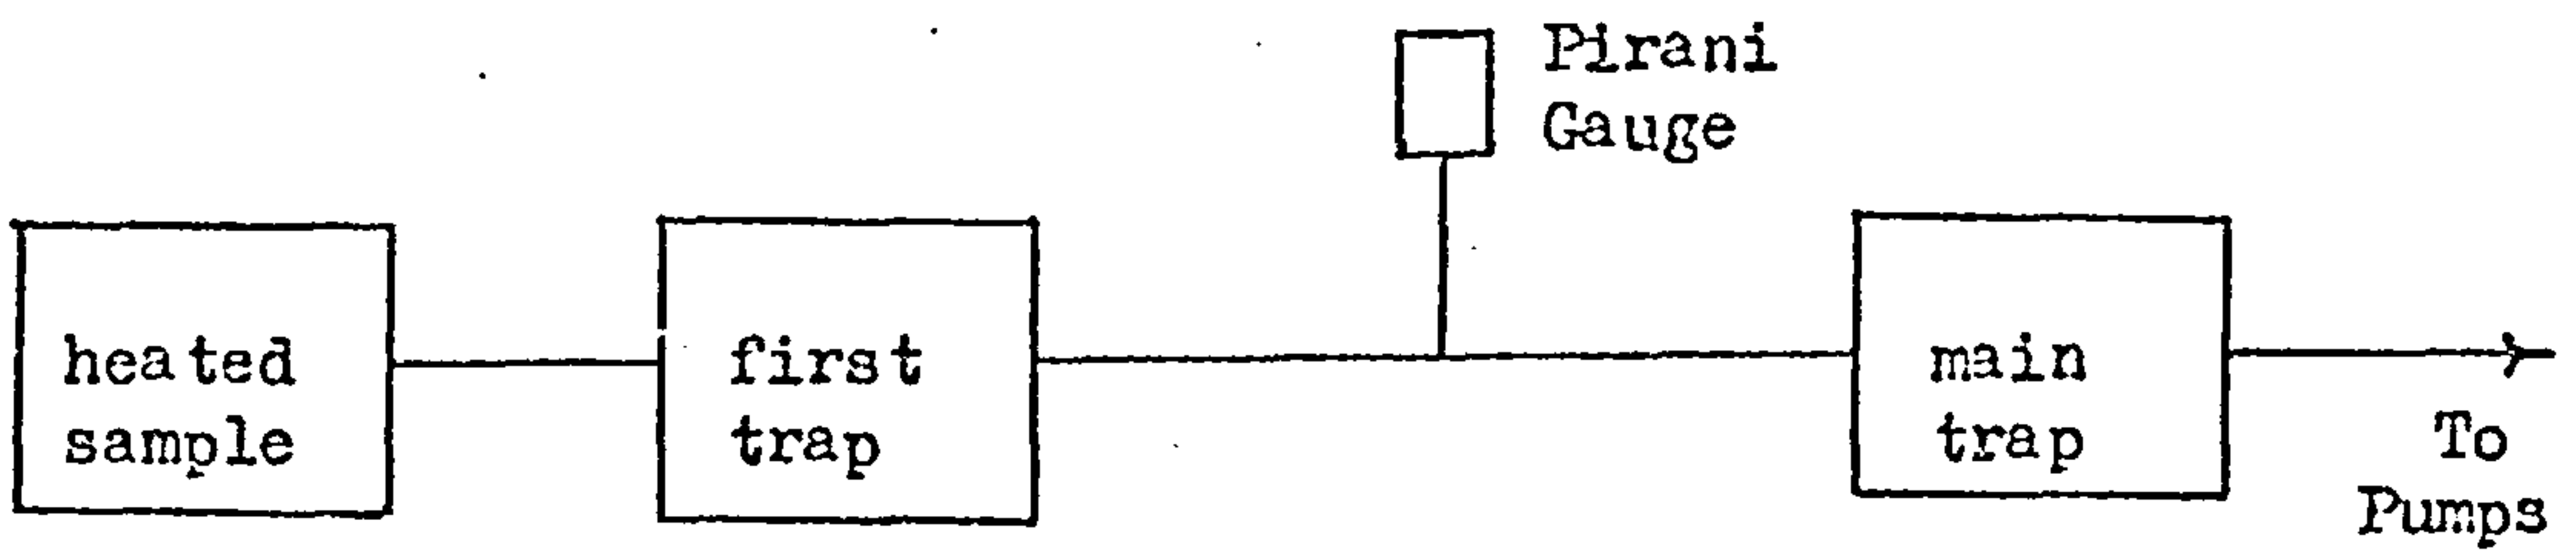 Pirani
Gauge
heated
sample
first
trap
main
trap
To
Pumps